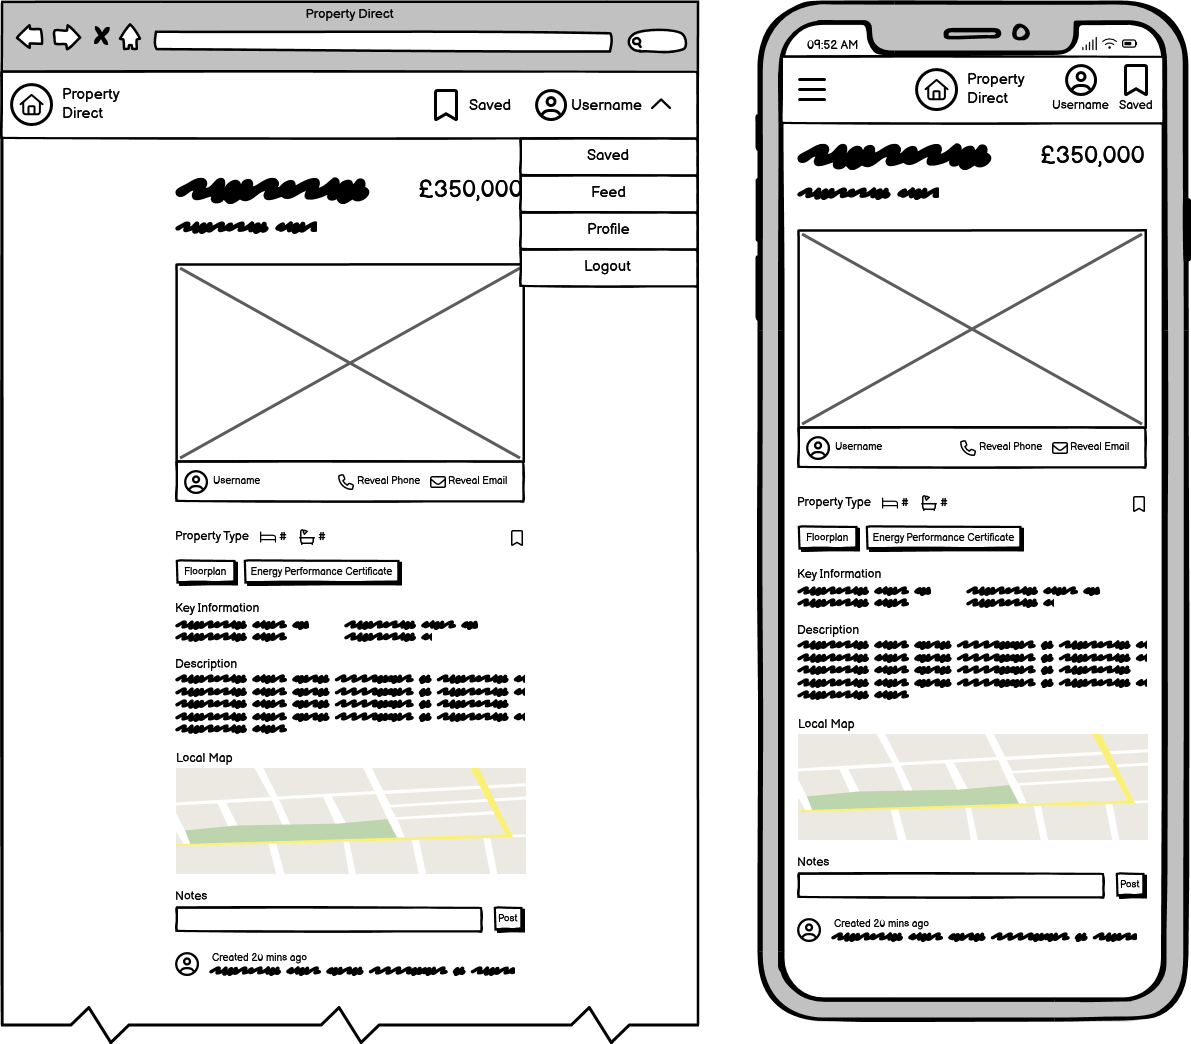 Property Direct
Property
Direct
Saved
Username
Saved
Feed
Profile
Logout
£350,000
Username
Reveal Phone
Reveal Email
Property Type
#
#
Floorplan
Energy Performance Certificate
Key Information
Description
Local Map
Notes
Post
Created 20 mins ago
09:52 AM
Property
Direct
Username
Saved
£350,000
Username
Reveal Phone
Reveal Email
Property Type
#
#
Floorplan
Energy Performance Certificate
Key Information
Description
Local Map
Notes
Post
Created 20 mins ago